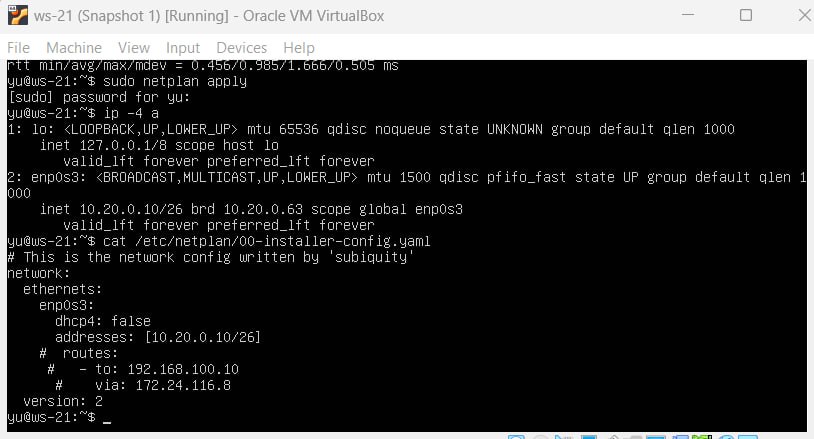 ws-21 (Snapshot 1) [Running] - Oracle VM VirtualBox
File Machine View Input Devices Help
rtt min/avg/max/mdev = 0.456/0.985/1.666/0.505 ms
yu@ws-21:~$ sudo netplan apply
[sudo] password for yu:
yu@ws-21:~$ ip -4 a
1: lo: <LOOPBACK,UP,LOWER_UP> mtu 65536 qdisc noqueue state UNKNOWN group default qlen 1000
    inet 127.0.0.1/8 scope host lo
       valid_lft forever preferred_lft forever
2: enp0s3: <BROADCAST,MULTICAST,UP,LOWER_UP> mtu 1500 qdisc pfifo_fast state UP group default qlen 1
000
    inet 10.20.0.10/26 brd 10.20.0.63 scope global enp0s3
       valid_lft forever preferred_lft forever
yu@ws-21:~$ cat /etc/netplan/00-installer-config.yaml
# This is the network config written by 'subiquity'
network:
  ethernets:
    enp0s3:
      dhcp4: false
      addresses: [10.20.0.10/26]
    #  routes:
     #   - to: 192.168.100.10
      #    via: 172.24.116.8
  version: 2
yu@ws-21:~$ _